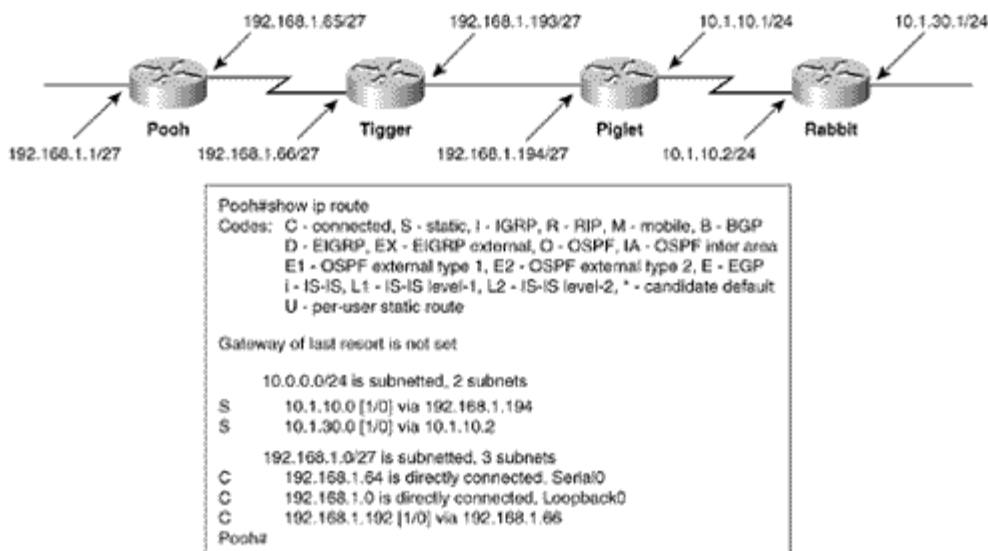 192.168.1.65/27
192.168.1.193/27
10.1.10.1/24
10.1.30.1/24
Pooh
Tigger
Piglet
Rabbit
192.168.1.1/27
192.168.1.66/27
192.168.1.194/27
10.1.10.2/24
Pooh#show ip route
Codes: C - connected, S - static, I - IGRP, R - RIP, M - mobile, B - BGP
D - EIGRP, EX - EIGRP external, O - OSPF, IA - OSPF inter area
E1 - OSPF external type 1, E2 - OSPF external type 2, E - EGP
i - IS-IS, L1 - IS-IS level-1, L2 - IS-IS level-2, * - candidate default
U - per-user static route
Gateway of last resort is not set
10.0.0.0/24 is subnetted, 2 subnets
S 10.1.10.0 [1/0] via 192.168.1.194
S 10.1.30.0 [1/0] via 10.1.10.2
192.168.1.0/27 is subnetted, 3 subnets
C 192.168.1.64 is directly connected, Serial0
C 192.168.1.0 is directly connected, Loopback0
C 192.168.1.192 [1/0] via 192.168.1.66
Pooh#